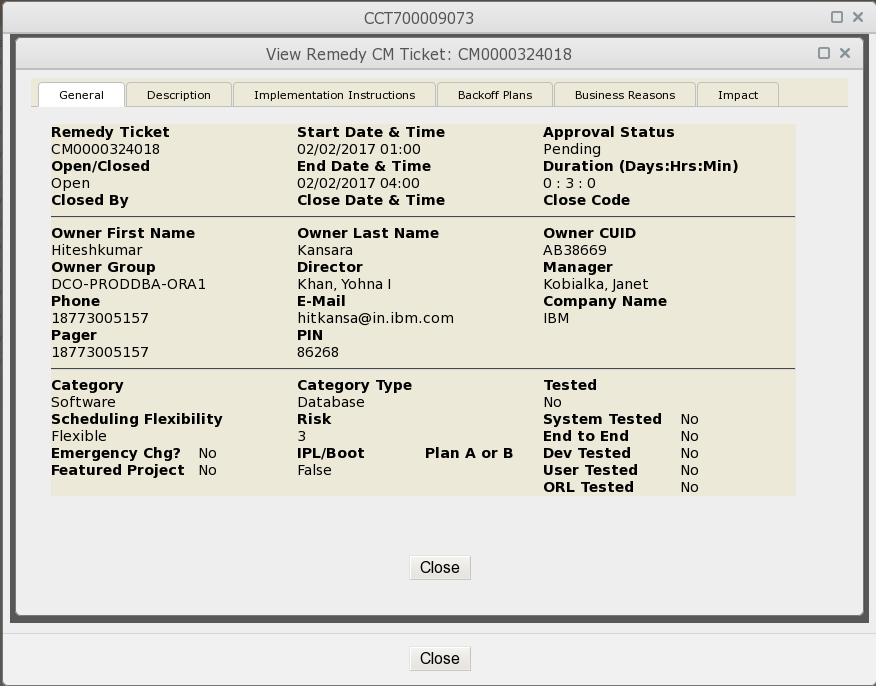 CCT700009073
View Remedy CM Ticket: CM0000324018
General Description Implementation Instructions Backoff Plans Business Reasons Impact
Remedy Ticket Start Date & Time Approval Status
CM0000324018 02/02/2017 01:00 Pending
Open/Closed End Date & Time Duration (Days:Hrs:Min)
Open 02/02/2017 04:00 0 : 3 : 0
Closed By Close Date & Time Close Code
Owner First Name Owner Last Name Owner CUID
Hiteshkumar Kansara AB38669
Owner Group Director Manager
DCO-PRODDBA-ORA1 Khan, Yohna I Kobialka, Janet
Phone E-Mail Company Name
18773005157 hitkansa@in.ibm.com IBM
Pager PIN
18773005157 86268
Category Category Type Tested
Software Database No
Scheduling Flexibility Risk System Tested No
Flexible 3 End to End No
Emergency Chg? No IPL/Boot Plan A or B Dev Tested No
Featured Project No False User Tested No
ORL Tested No
Close
Close